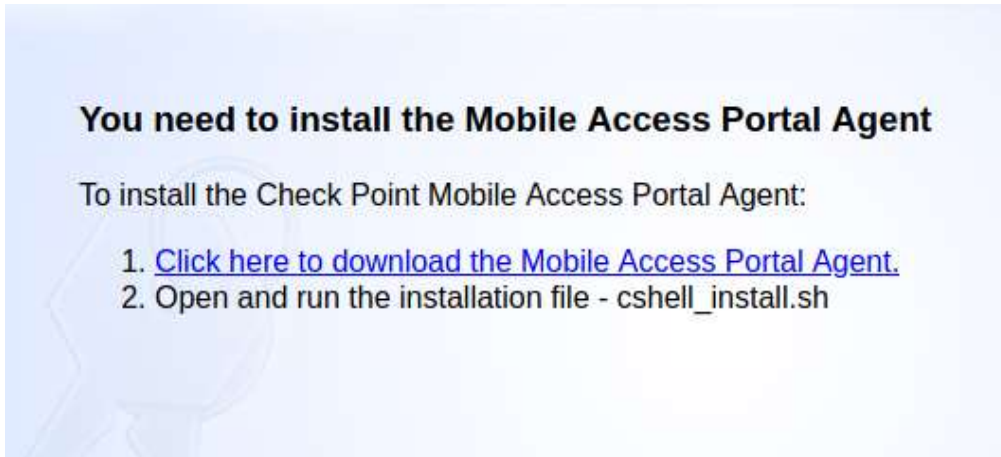 You need to install the Mobile Access Portal Agent
To install the Check Point Mobile Access Portal Agent:
1. Click here to download the Mobile Access Portal Agent.
2. Open and run the installation file - cshell_install.sh